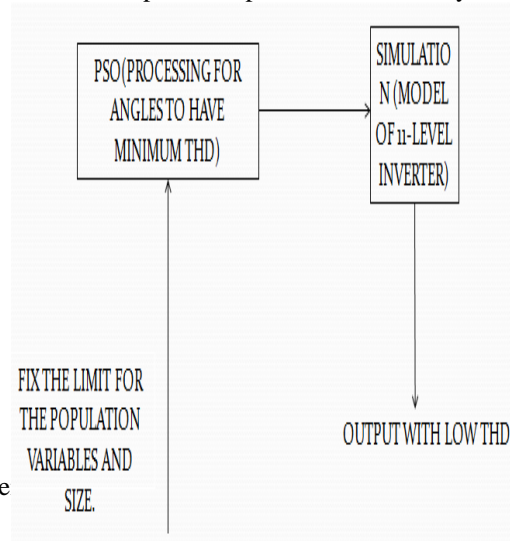 PSO(PROCESSING FOR
ANGLES TO HAVE
MINIMUM THD)
SIMULATIO
N (MODEL
OF 11-LEVEL
INVERTER)
FIX THE LIMIT FOR
THE POPULATION
VARIABLES AND
SIZE.
OUTPUT WITH LOW THD
e